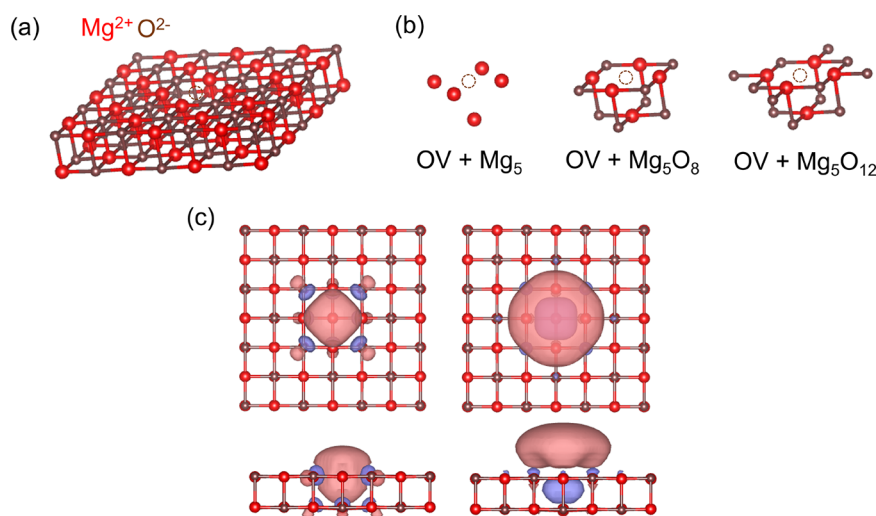 (a) Mg²⁺ O²⁻
(b)
OV + Mg₅ OV + Mg₅O₈ OV + Mg₅O₁₂
(c)